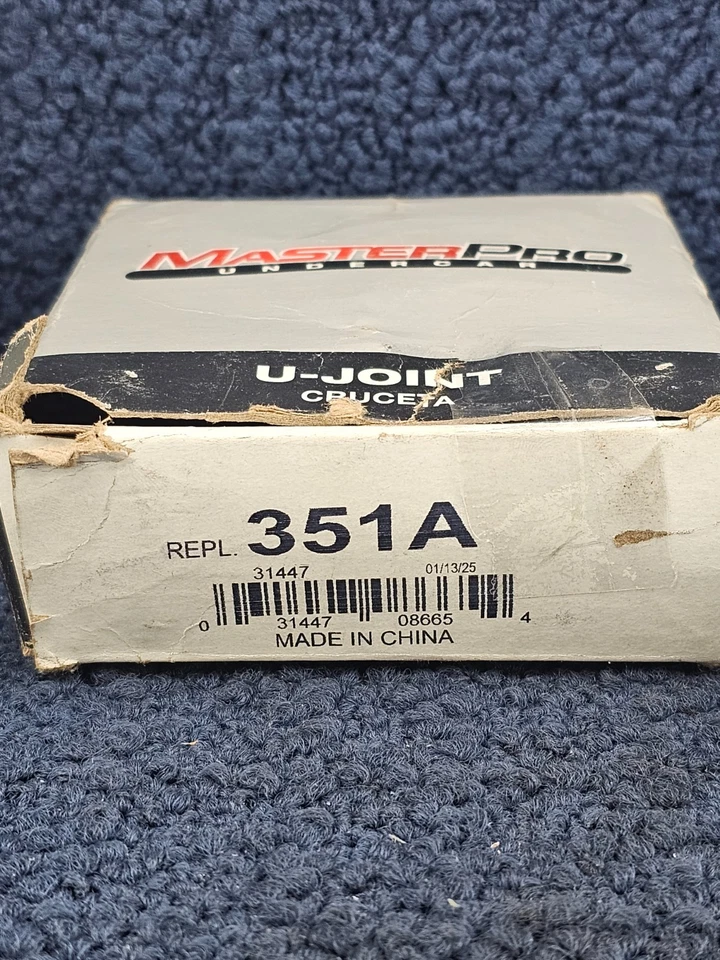 MASTERPRO
UNDERCAR
U-JOINT
CRUCETA
REPL. 351A
31447 01/13/25
0 31447 08665 4
MADE IN CHINA